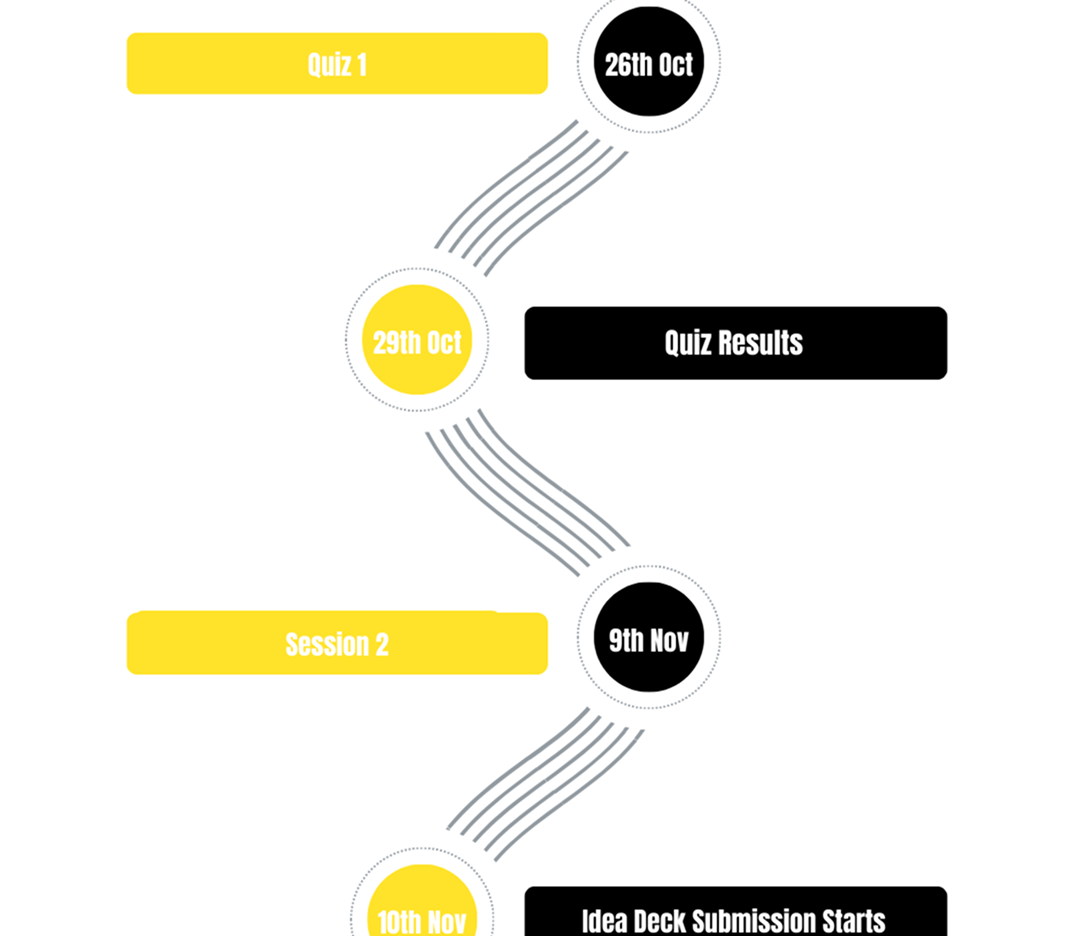 Quiz 1
26th Oct
29th Oct
Quiz Results
Session 2
9th Nov
10th Nov
Idea Deck Submission Starts